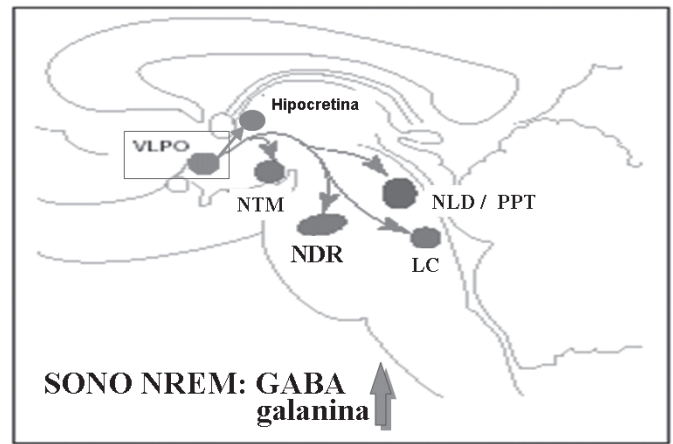 Hipocretina
VLPO
NTM
NLD / PPT
NDR
LC
SONO NREM: GABA
galanina